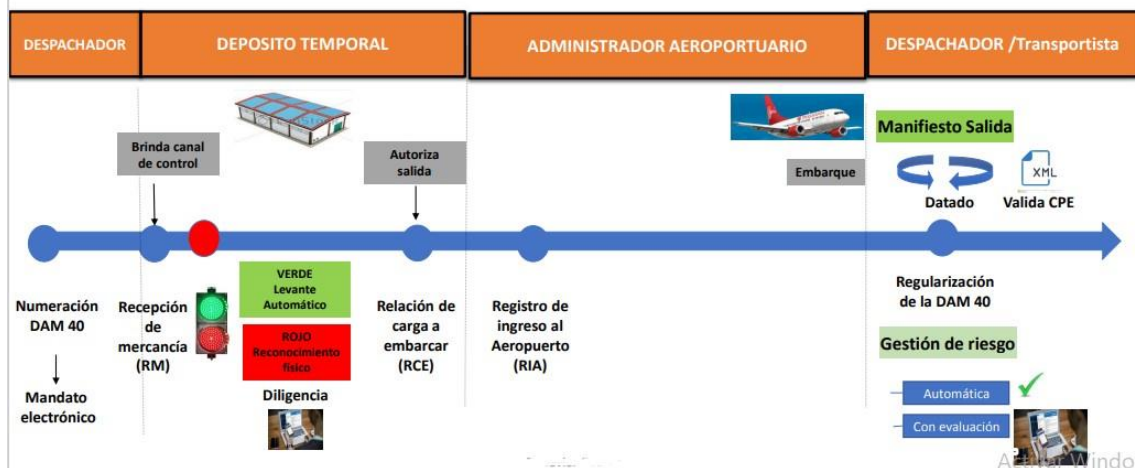 DESPACHADOR
DEPOSITO TEMPORAL
ADMINISTRADOR AEROPORTUARIO
DESPACHADOR /Transportista
Brinda canal
de control
Autoriza
salida
Embarque
Manifiesto Salida
XML
Datado
Valida CPE
Numeración
DAM 40
Mandato
electrónico
Recepción
de
mercancía
(RM)
VERDE
Levante
Automático
ROJO
Reconocimiento
físico
Diligencia
Relación de
carga a
embarcar
(RCE)
Registro de
ingreso al
Aeropuerto
(RIA)
Regularización
de la DAM 40
Gestión de riesgo
Automática
Con evaluación